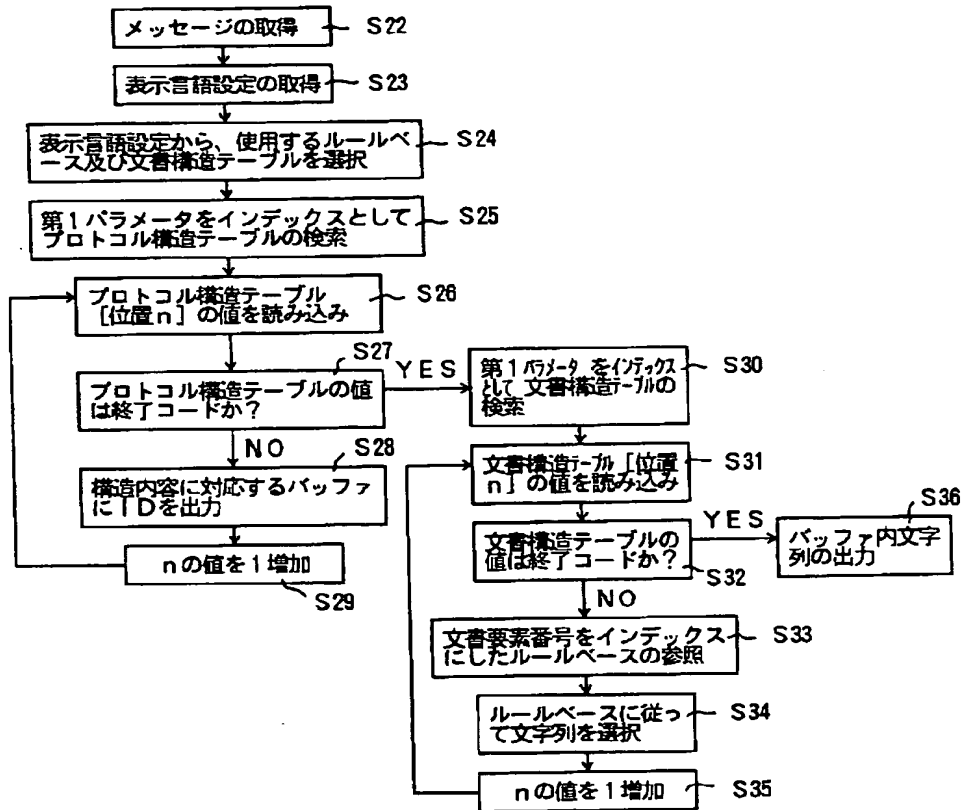 メッセージの取得
S22
表示言語設定の取得
S23
表示言語設定から、使用するルールベ
ース及び文書構造テーブルを選択
S24
第1パラメータをインデックスとして
プロトコル構造テーブルの検索
S25
プロトコル構造テーブル
[位置n]の値を読み込み
S26
S27
プロトコル構造テーブルの値
は終了コードか?
YES
NO
S28
構造内容に対応するバッファ
にIDを出力
nの値を1増加
S29
第1パラメータ をインデックス
として 文書構造テーブルの
検索
S30
文書構造テーブル[位置
n]の値を読み込み
S31
文書構造テーブルの
値は終了コードか?
S32
YES
NO
S36
バッファ内文字
列の出力
文書要素番号をインデックス
にしたルールベースの参照
S33
ルールベースに従っ
て文字列を選択
S34
nの値を1増加
S35